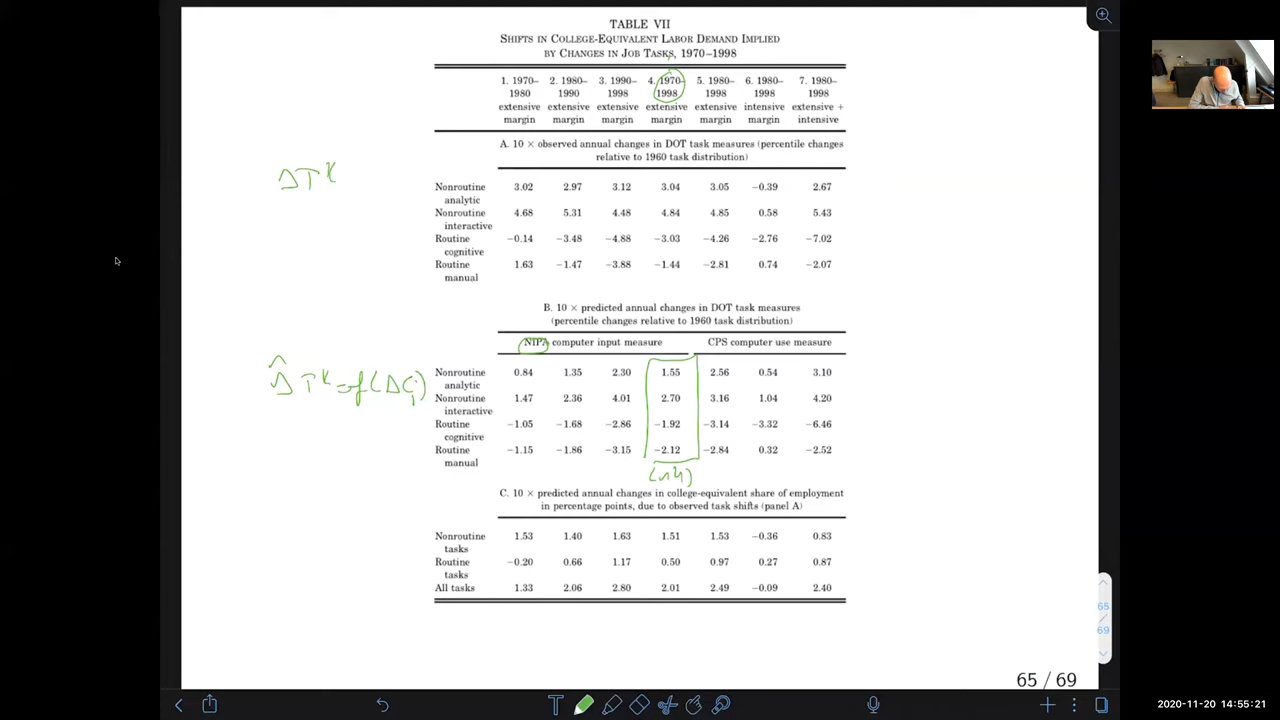 TABLE VII
SHIFTS IN COLLEGE-EQUIVALENT LABOR DEMAND IMPLIED
BY CHANGES IN JOB TASKS, 1970–1998
1. 1970– 2. 1980– 3. 1990– 4. 1970– 5. 1980– 6. 1980– 7. 1980–
1980 1990 1998 1998 1998 1998 1998
extensive extensive extensive extensive extensive intensive extensive +
margin margin margin margin margin margin intensive
A. 10 × observed annual changes in DOT task measures (percentile changes
relative to 1960 task distribution)
ΔT^k
Nonroutine 3.02 2.97 3.12 3.04 3.05 −0.39 2.67
analytic
Nonroutine 4.68 5.31 4.48 4.84 4.85 0.58 5.43
interactive
Routine −0.14 −3.48 −4.88 −3.03 −4.26 −2.76 −7.02
cognitive
Routine 1.63 −1.47 −3.88 −1.44 −2.81 0.74 −2.07
manual
B. 10 × predicted annual changes in DOT task measures
(percentile changes relative to 1960 task distribution)
NIPA computer input measure CPS computer use measure
Nonroutine 0.84 1.35 2.30 1.55 2.56 0.54 3.10
analytic
Nonroutine 1.47 2.36 4.01 2.70 3.16 1.04 4.20
interactive
Routine −1.05 −1.68 −2.86 −1.92 −3.14 −3.32 −6.46
cognitive
Routine −1.15 −1.86 −3.15 −2.12 −2.84 0.32 −2.52
manual
C. 10 × predicted annual changes in college-equivalent share of employment
in percentage points, due to observed task shifts (panel A)
Nonroutine 1.53 1.40 1.63 1.51 1.53 −0.36 0.83
tasks
Routine −0.20 0.66 1.17 0.50 0.97 0.27 0.87
tasks
All tasks 1.33 2.06 2.80 2.01 2.49 −0.09 2.40
65
69
65 / 69
2020-11-20 14:55:21